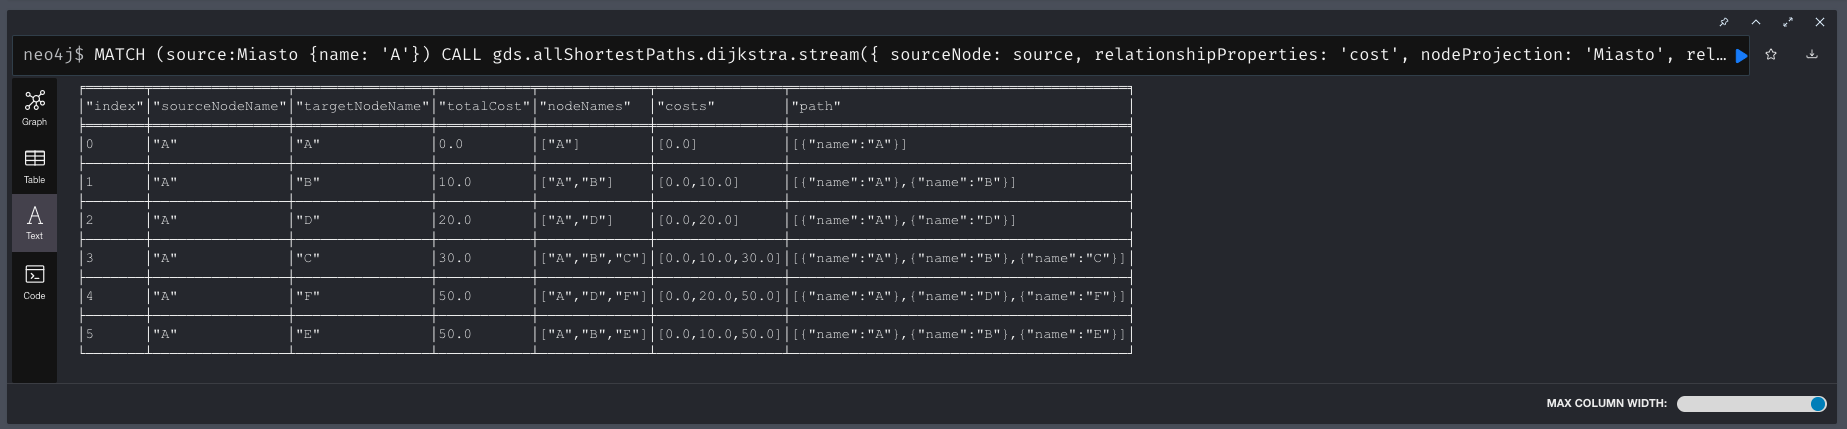 neo4j$ MATCH (source:Miasto {name: 'A'}) CALL gds.allShortestPaths.dijkstra.stream({ sourceNode: source, relationshipProperties: 'cost', nodeProjection: 'Miasto', rel…
Graph
Table
Text
Code
│"index"│"sourceNodeName"│"targetNodeName"│"totalCost"│"nodeNames" │"costs" │"path" │
│0 │"A" │"A" │0.0 │["A"] │[0.0] │[{"name":"A"}] │
│1 │"A" │"B" │10.0 │["A","B"] │[0.0,10.0] │[{"name":"A"},{"name":"B"}] │
│2 │"A" │"D" │20.0 │["A","D"] │[0.0,20.0] │[{"name":"A"},{"name":"D"}] │
│3 │"A" │"C" │30.0 │["A","B","C"]│[0.0,10.0,30.0]│[{"name":"A"},{"name":"B"},{"name":"C"}]│
│4 │"A" │"F" │50.0 │["A","D","F"]│[0.0,20.0,50.0]│[{"name":"A"},{"name":"D"},{"name":"F"}]│
│5 │"A" │"E" │50.0 │["A","B","E"]│[0.0,10.0,50.0]│[{"name":"A"},{"name":"B"},{"name":"E"}]│
MAX COLUMN WIDTH: